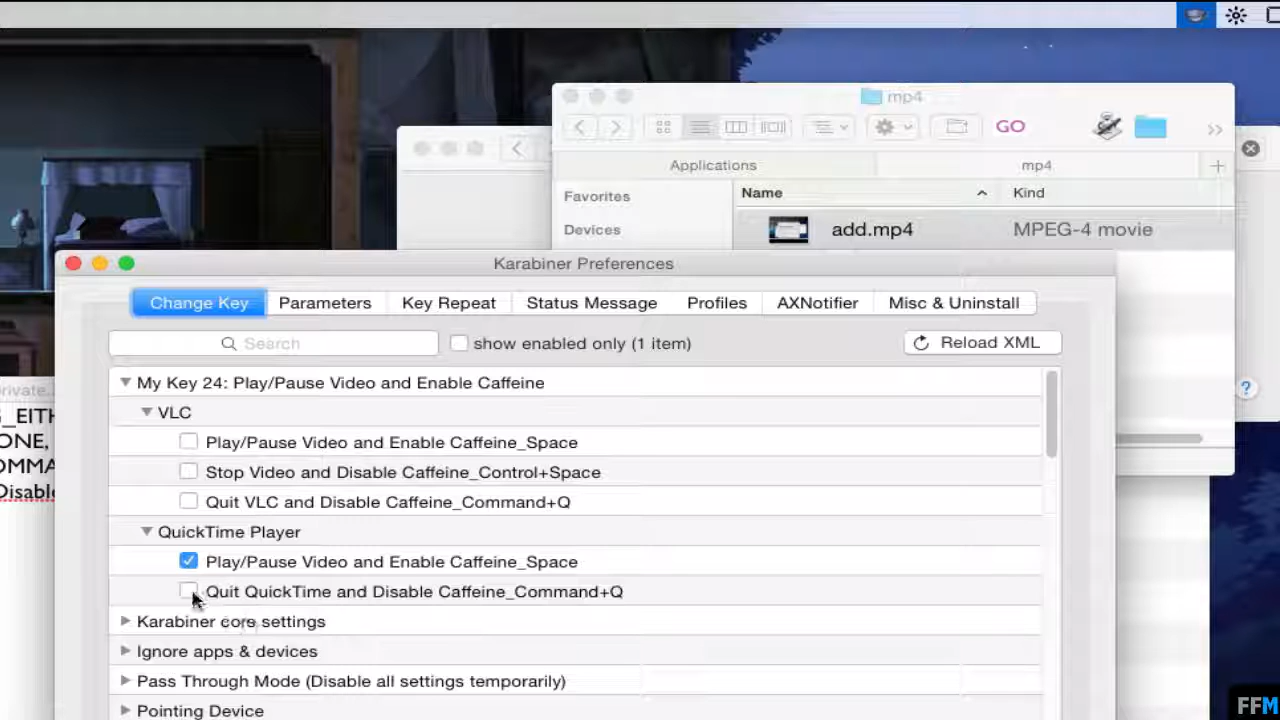 mp4
GO
Applications
mp4
Favorites
Name
Kind
Devices
add.mp4
MPEG-4 movie
Karabiner Preferences
Change Key
Parameters
Key Repeat
Status Message
Profiles
AXNotifier
Misc & Uninstall
Search
show enabled only (1 item)
Reload XML
My Key 24: Play/Pause Video and Enable Caffeine
VLC
Play/Pause Video and Enable Caffeine_Space
Stop Video and Disable Caffeine_Control+Space
Quit VLC and Disable Caffeine_Command+Q
QuickTime Player
Play/Pause Video and Enable Caffeine_Space
Quit QuickTime and Disable Caffeine_Command+Q
Karabiner core settings
Ignore apps & devices
Pass Through Mode (Disable all settings temporarily)
Pointing Device
ONE,
OMMA
Disable
FFM